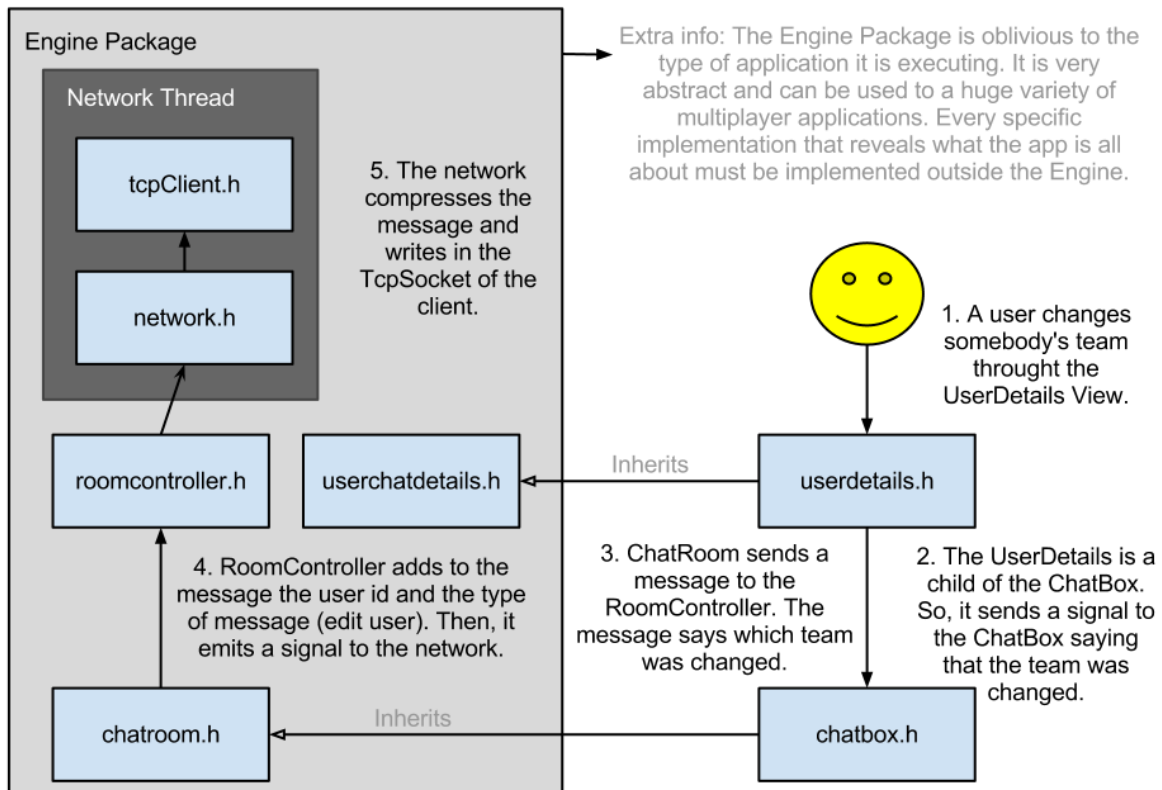 Engine Package
Extra info: The Engine Package is oblivious to the
type of application it is executing. It is very
abstract and can be used to a huge variety of
multiplayer applications. Every specific
implementation that reveals what the app is all
about must be implemented outside the Engine.
Network Thread
tcpClient.h
network.h
5. The network
compresses the
message and
writes in the
TcpSocket of the
client.
1. A user changes
somebody's team
throught the
UserDetails View.
roomcontroller.h
userchatdetails.h
Inherits
userdetails.h
4. RoomController adds to the
message the user id and the type
of message (edit user). Then, it
emits a signal to the network.
3. ChatRoom sends a
message to the
RoomController. The
message says which team
was changed.
2. The UserDetails is a
child of the ChatBox.
So, it sends a signal to
the ChatBox saying
that the team was
changed.
chatroom.h
Inherits
chatbox.h